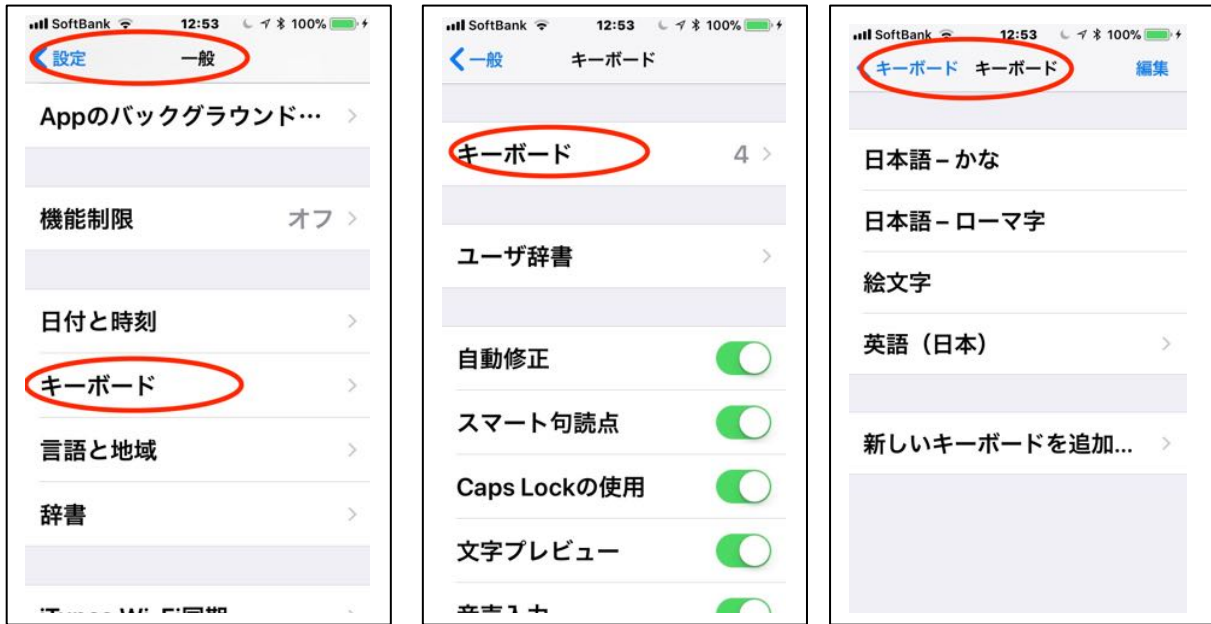 SoftBank 12:53 100%
設定 一般
Appのバックグラウンド…
機能制限 オフ
日付と時刻
キーボード
言語と地域
辞書
SoftBank 12:53 100%
一般 キーボード
キーボード 4
ユーザ辞書
自動修正
スマート句読点
Caps Lockの使用
文字プレビュー
SoftBank 12:53 100%
キーボード キーボード 編集
日本語 – かな
日本語 – ローマ字
絵文字
英語（日本）
新しいキーボードを追加...